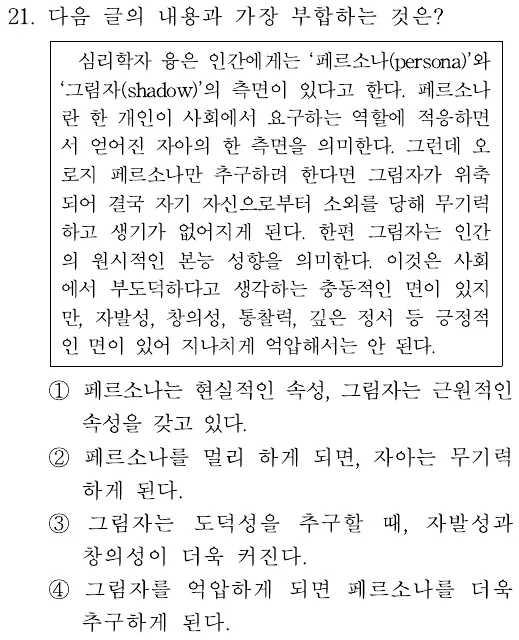 21. 다음 글의 내용과 가장 부합하는 것은?
심리학자 융은 인간에게는 ‘페르소나(persona)’와
‘그림자(shadow)’의 측면이 있다고 한다. 페르소나
란 한 개인이 사회에서 요구하는 역할에 적응하면
서 얻어진 자아의 한 측면을 의미한다. 그런데 오
로지 페르소나만 추구하려 한다면 그림자가 위축
되어 결국 자기 자신으로부터 소외를 당해 무기력
하고 생기가 없어지게 된다. 한편 그림자는 인간
의 원시적인 본능 성향을 의미한다. 이것은 사회
에서 부도덕하다고 생각하는 충동적인 면이 있지
만, 자발성, 창의성, 통찰력, 깊은 정서 등 긍정적
인 면이 있어 지나치게 억압해서는 안 된다.
① 페르소나는 현실적인 속성, 그림자는 근원적인
속성을 갖고 있다.
② 페르소나를 멀리 하게 되면, 자아는 무기력
하게 된다.
③ 그림자는 도덕성을 추구할 때, 자발성과
창의성이 더욱 커진다.
④ 그림자를 억압하게 되면 페르소나를 더욱
추구하게 된다.